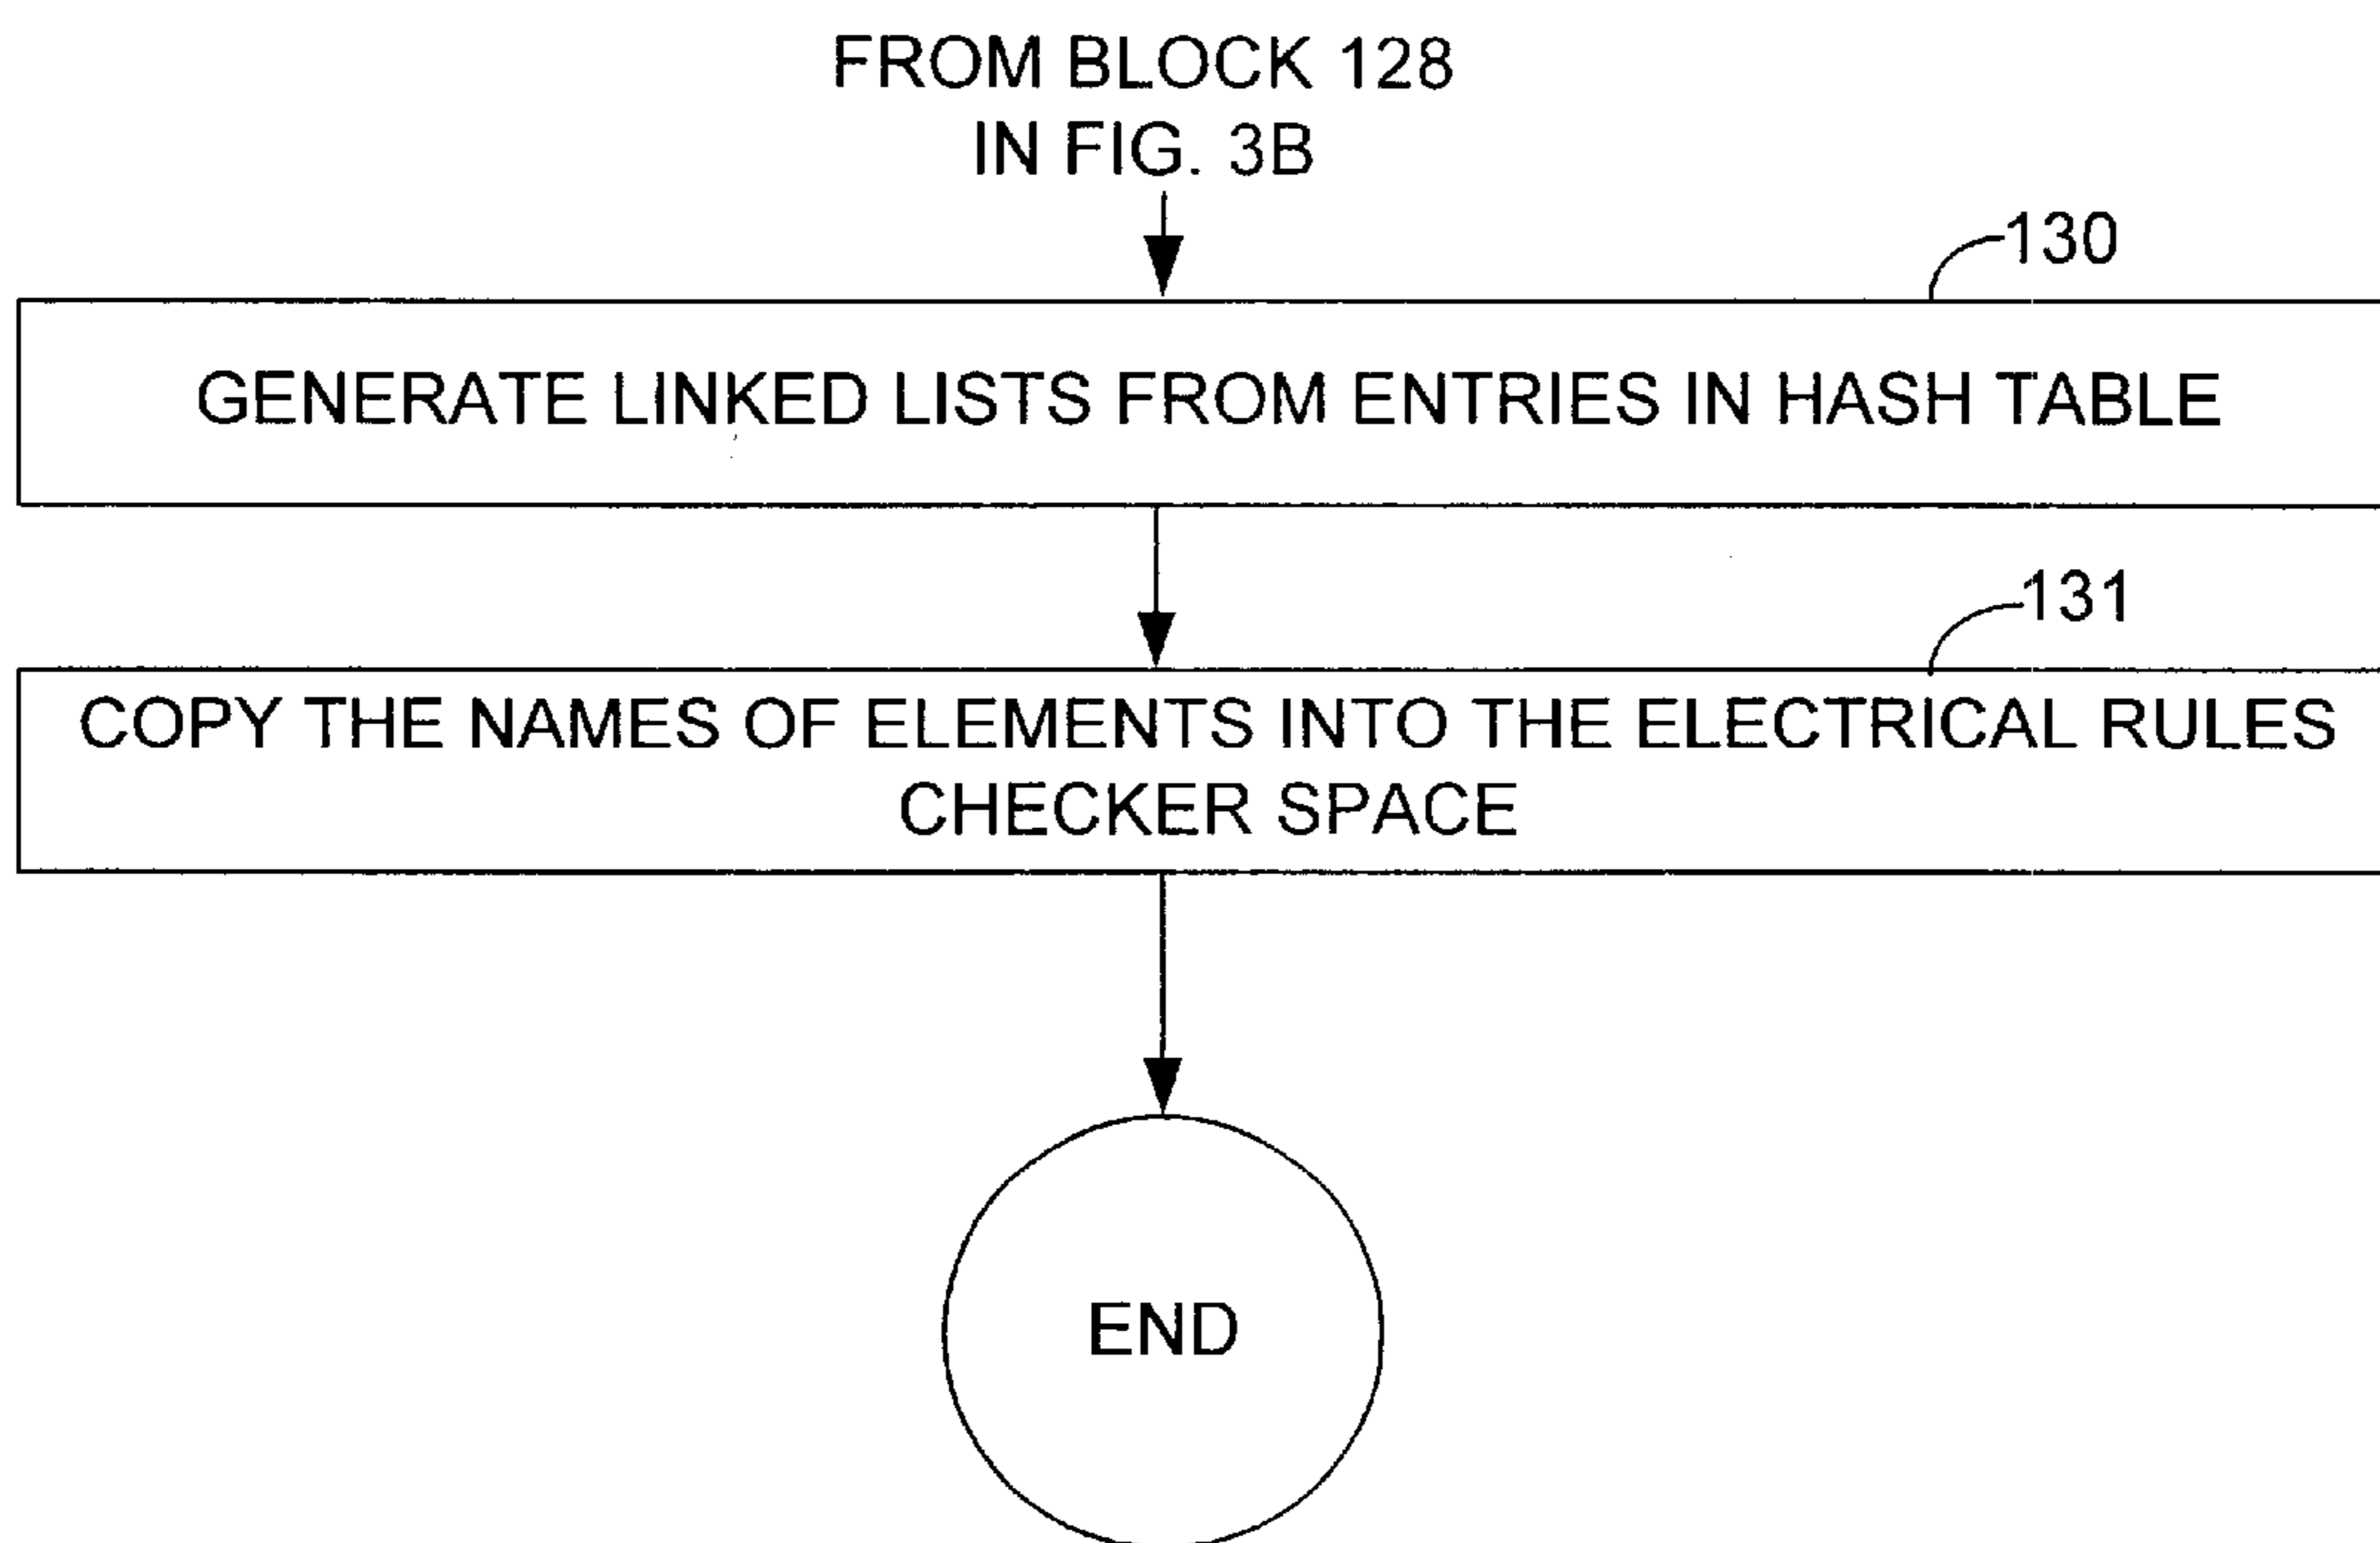 FROM BLOCK 128
IN FIG. 3B
130
GENERATE LINKED LISTS FROM ENTRIES IN HASH TABLE
131
COPY THE NAMES OF ELEMENTS INTO THE ELECTRICAL RULES
CHECKER SPACE
END